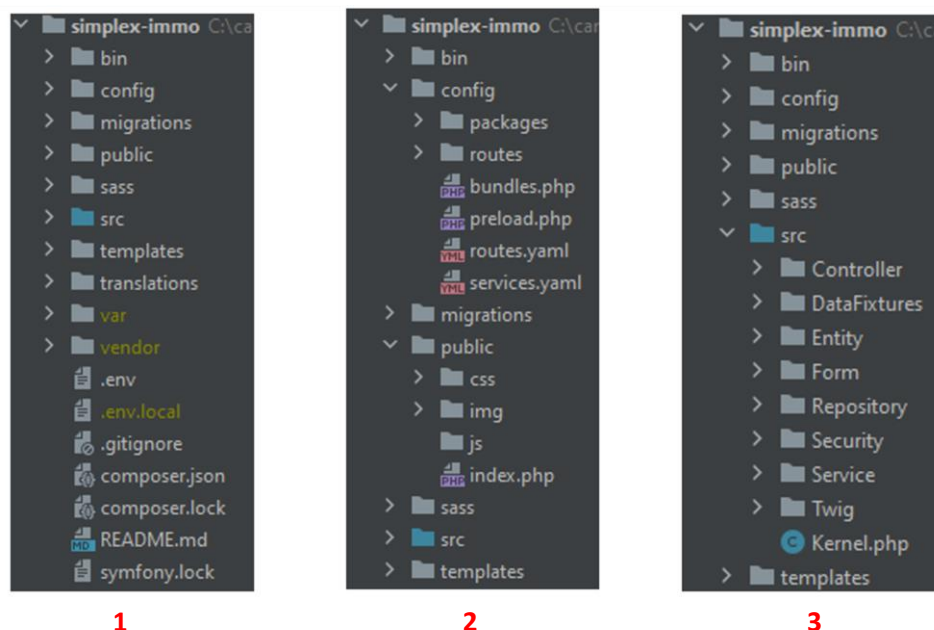 simplex-immo C:\ca
bin
config
migrations
public
sass
src
templates
translations
var
vendor
.env
.env.local
.gitignore
composer.json
composer.lock
README.md
symfony.lock
1
simplex-immo C:\car
bin
config
packages
routes
bundles.php
preload.php
routes.yaml
services.yaml
migrations
public
css
img
js
index.php
sass
src
templates
2
simplex-immo C:\c
bin
config
migrations
public
sass
src
Controller
DataFixtures
Entity
Form
Repository
Security
Service
Twig
Kernel.php
templates
3